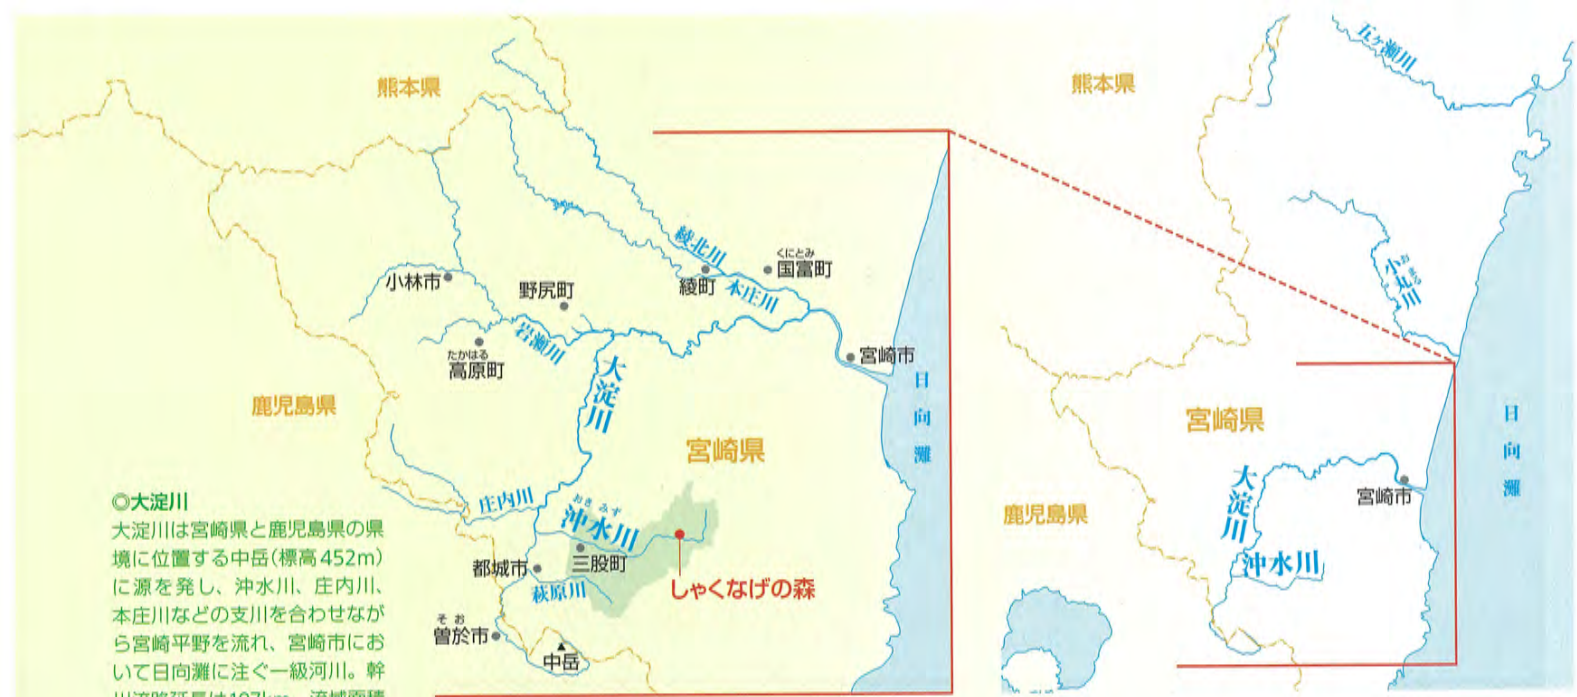 熊本県
熊本県
五ヶ瀬川
綾北川
くにとみ
国富町
小林市
野尻町
綾町
本庄川
おまる
小丸川
岩瀬川
たかはる
高原町
宮崎市
大淀川
日向灘
鹿児島県
宮崎県
宮崎県
日向灘
大淀川
宮崎市
鹿児島県
沖水川
庄内川
おきみず
沖水川
三股町
都城市
しゃくなげの森
萩原川
そお
曽於市
中岳
◎大淀川
大淀川は宮崎県と鹿児島県の県
境に位置する中岳(標高452m)
に源を発し、沖水川、庄内川、
本庄川などの支川を合わせなが
ら宮崎平野を流れ、宮崎市にお
いて日向灘に注ぐ一級河川。幹